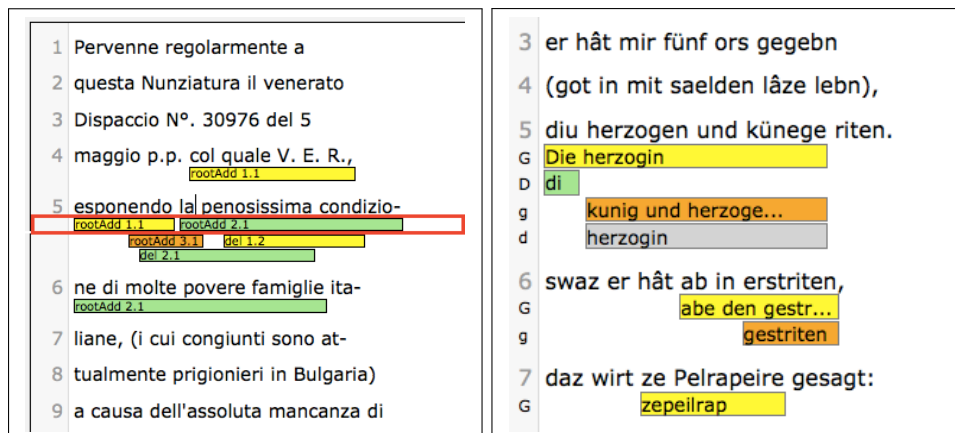 1 Pervenne regolarmente a
2 questa Nunziatura il venerato
3 Dispaccio N°. 30976 del 5
4 maggio p.p. col quale V. E. R.,
rootAdd 1.1
5 esponendo la penosissima condizio-
rootAdd 1.1 rootAdd 2.1
rootAdd 3.1 del 1.2
del 2.1
6 ne di molte povere famiglie ita-
rootAdd 2.1
7 liane, (i cui congiunti sono at-
8 tualmente prigionieri in Bulgaria)
9 a causa dell'assoluta mancanza di
3 er hât mir fünf ors gegebn
4 (got in mit saelden lâze lebn),
5 diu herzogen und künege riten.
G Die herzogin
D di
g kunig und herzoge...
d herzogin
6 swaz er hât ab in erstriten,
G abe den gestr...
g gestriten
7 daz wirt ze Pelrapeire gesagt:
G zepeilrap